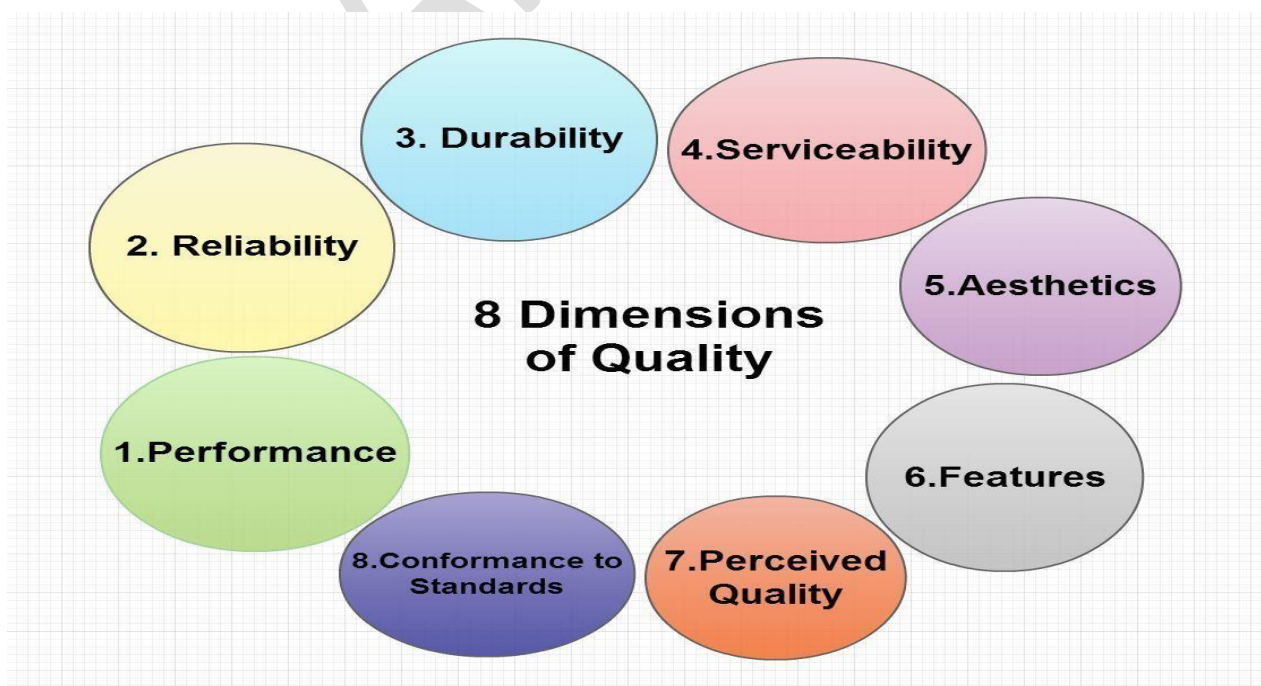 3. Durability
4.Serviceability
2. Reliability
5.Aesthetics
8 Dimensions
of Quality
1.Performance
6.Features
8.Conformance to
Standards
7.Perceived
Quality